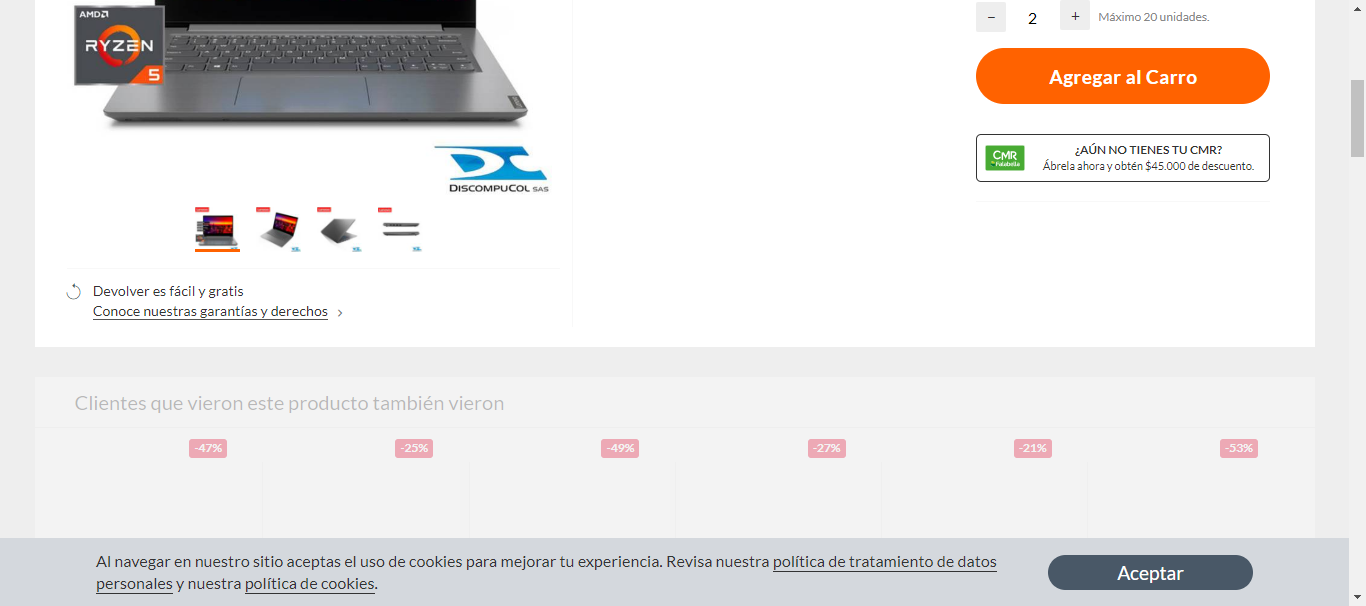 AMD
RYZEN
5
DISCOMPUCOL SAS
Devolver es fácil y gratis
Conoce nuestras garantías y derechos
−
2
+
Máximo 20 unidades.
Agregar al Carro
CMR
Falabella
¿AÚN NO TIENES TU CMR?
Ábrela ahora y obtén $45.000 de descuento.
Clientes que vieron este producto también vieron
-47%
-25%
-49%
-27%
-21%
-53%
Al navegar en nuestro sitio aceptas el uso de cookies para mejorar tu experiencia. Revisa nuestra política de tratamiento de datos
personales y nuestra política de cookies.
Aceptar